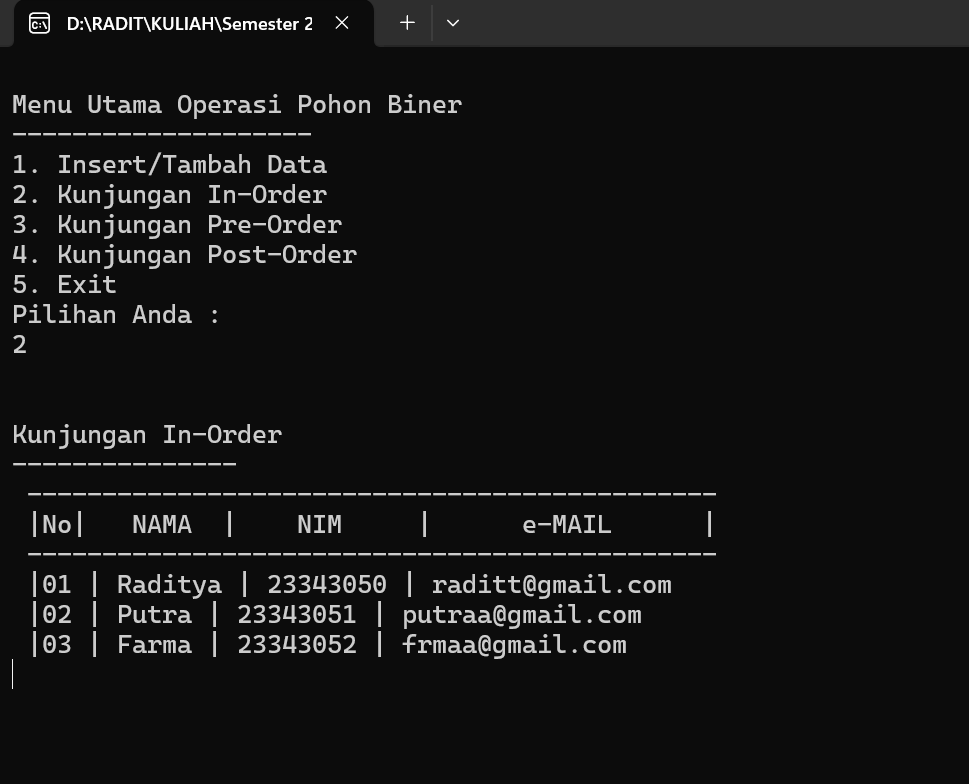 D:\RADIT\KULIAH\Semester 2
Menu Utama Operasi Pohon Biner
--------------------
1. Insert/Tambah Data
2. Kunjungan In-Order
3. Kunjungan Pre-Order
4. Kunjungan Post-Order
5. Exit
Pilihan Anda :
2
Kunjungan In-Order
---------------
----------------------------------------------
|No|   NAMA  |    NIM     |      e-MAIL      |
----------------------------------------------
|01 | Raditya | 23343050 | raditt@gmail.com
|02 | Putra | 23343051 | putraa@gmail.com
|03 | Farma | 23343052 | frmaa@gmail.com